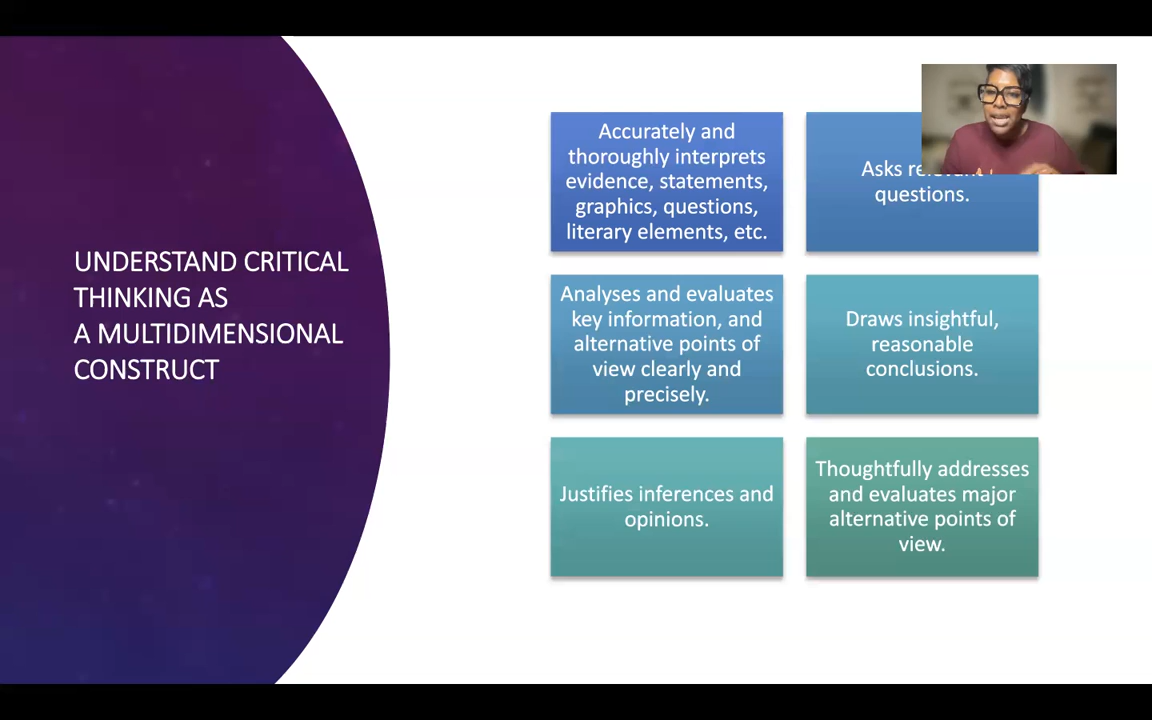 UNDERSTAND CRITICAL
THINKING AS
A MULTIDIMENSIONAL
CONSTRUCT
Accurately and
thoroughly interprets
evidence, statements,
graphics, questions,
literary elements, etc.
Asks relevant
questions.
Analyses and evaluates
key information, and
alternative points of
view clearly and
precisely.
Draws insightful,
reasonable
conclusions.
Justifies inferences and
opinions.
Thoughtfully addresses
and evaluates major
alternative points of
view.